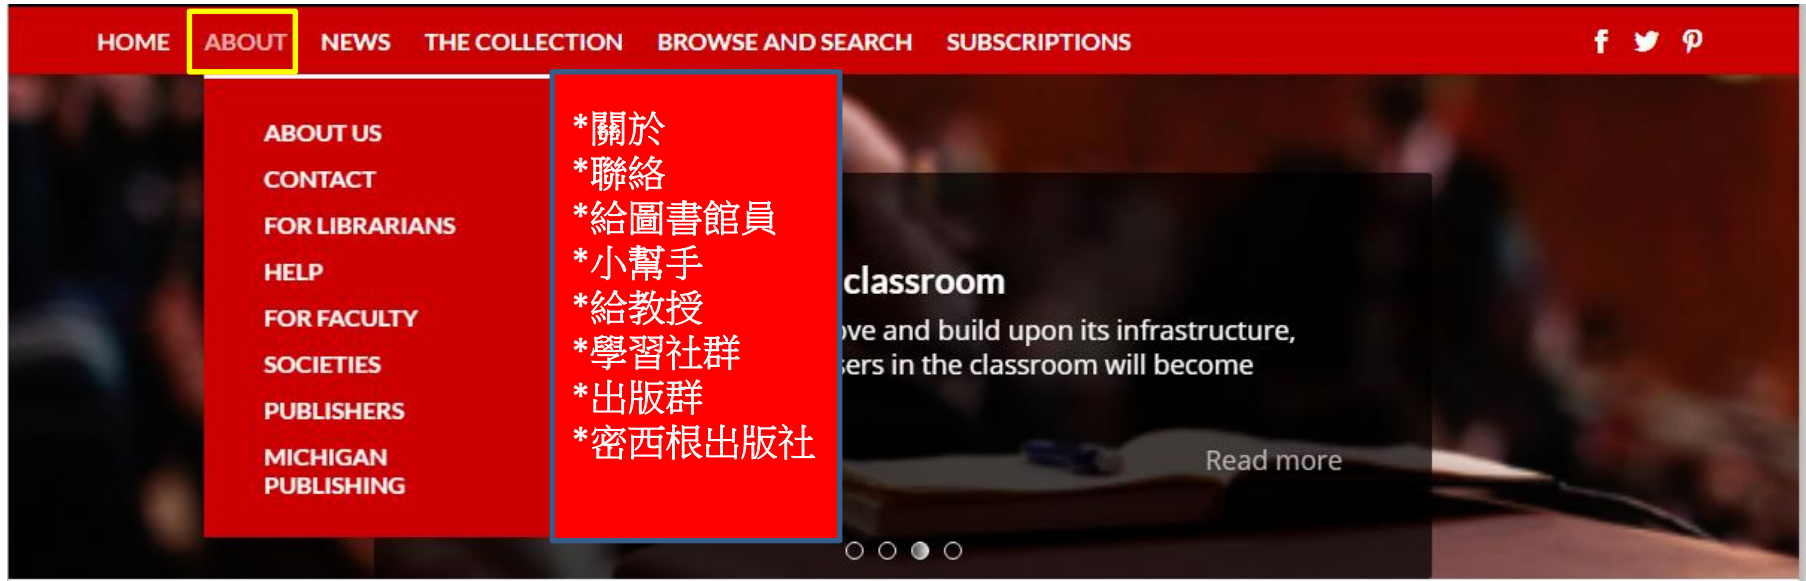 HOME ABOUT NEWS THE COLLECTION BROWSE AND SEARCH SUBSCRIPTIONS
ABOUT US
CONTACT
FOR LIBRARIANS
HELP
FOR FACULTY
SOCIETIES
PUBLISHERS
MICHIGAN
PUBLISHING
*關於
*聯絡
*給圖書館員
*小幫手
*給教授
*學習社群
*出版群
*密西根出版社
classroom
and build upon its infrastructure,
in the classroom will become
Read more